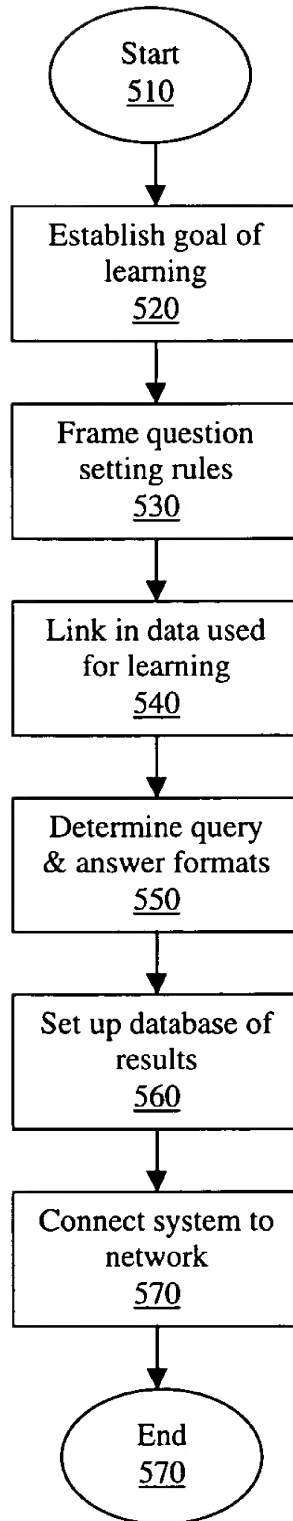 Start
510
Establish goal of
learning
520
Frame question
setting rules
530
Link in data used
for learning
540
Determine query
& answer formats
550
Set up database of
results
560
Connect system to
network
570
End
570